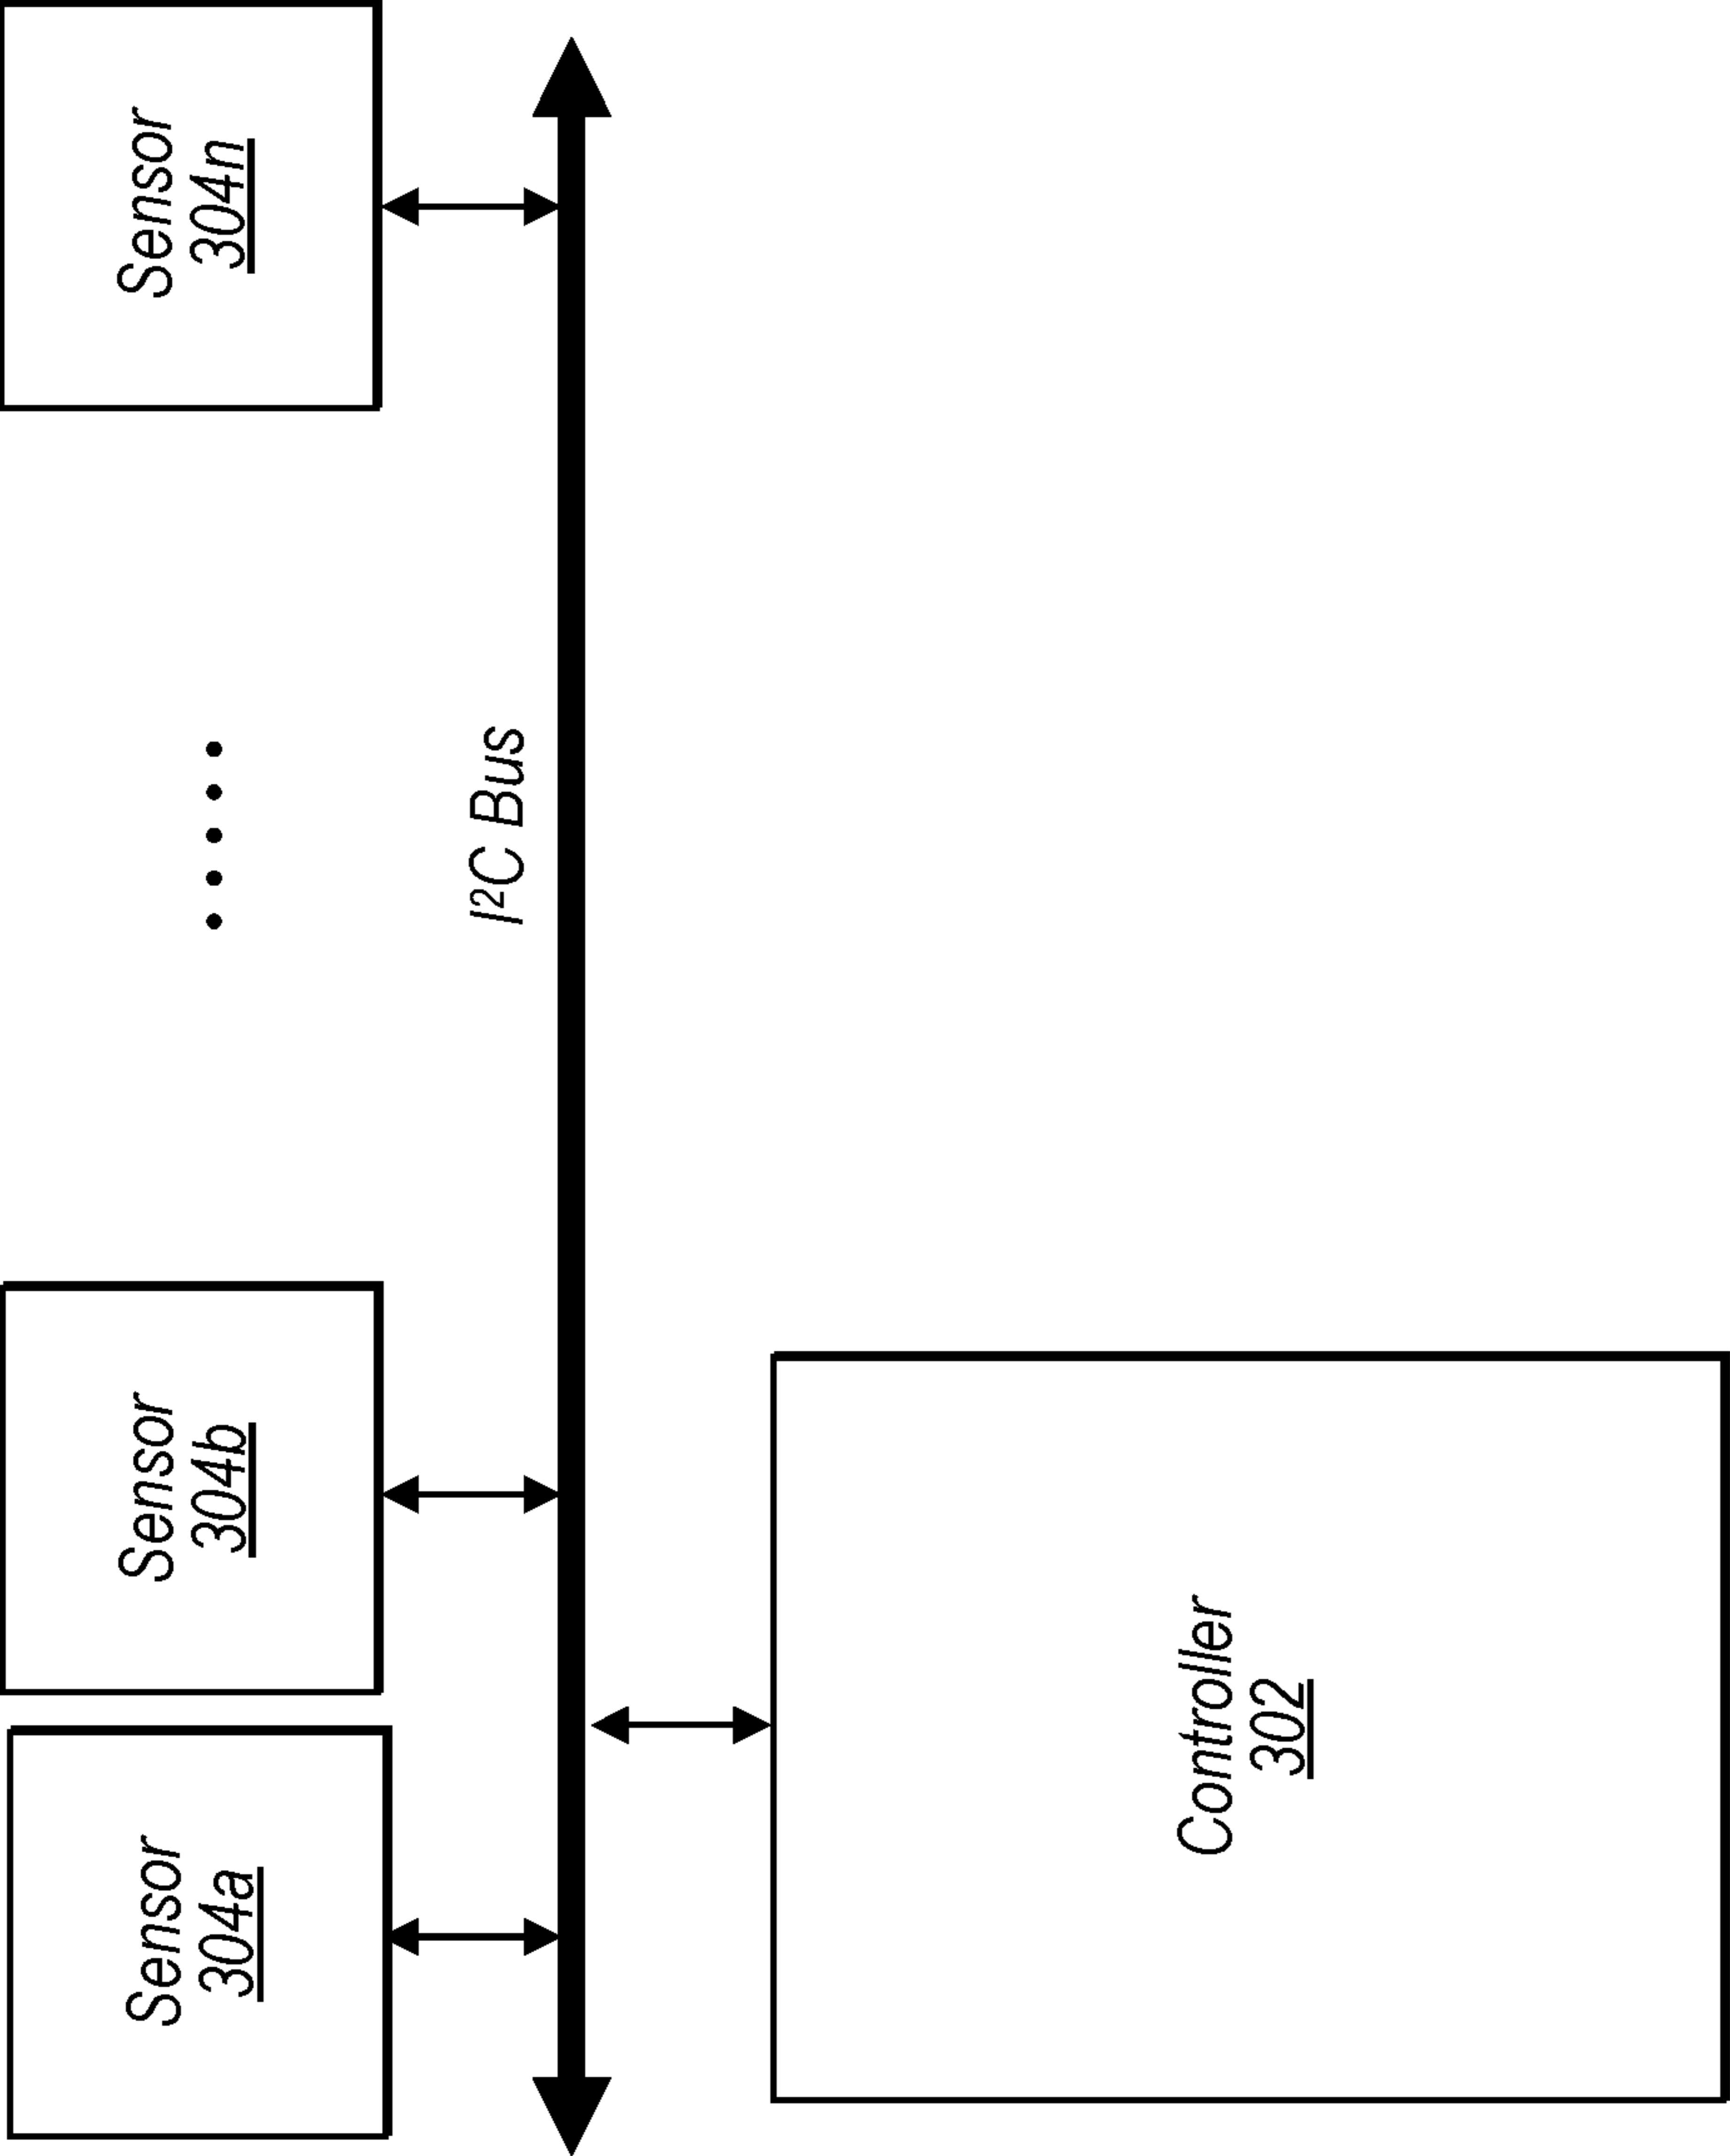 Sensor
304a
Sensor
304b
.....
Sensor
304n
I²C Bus
Controller
302